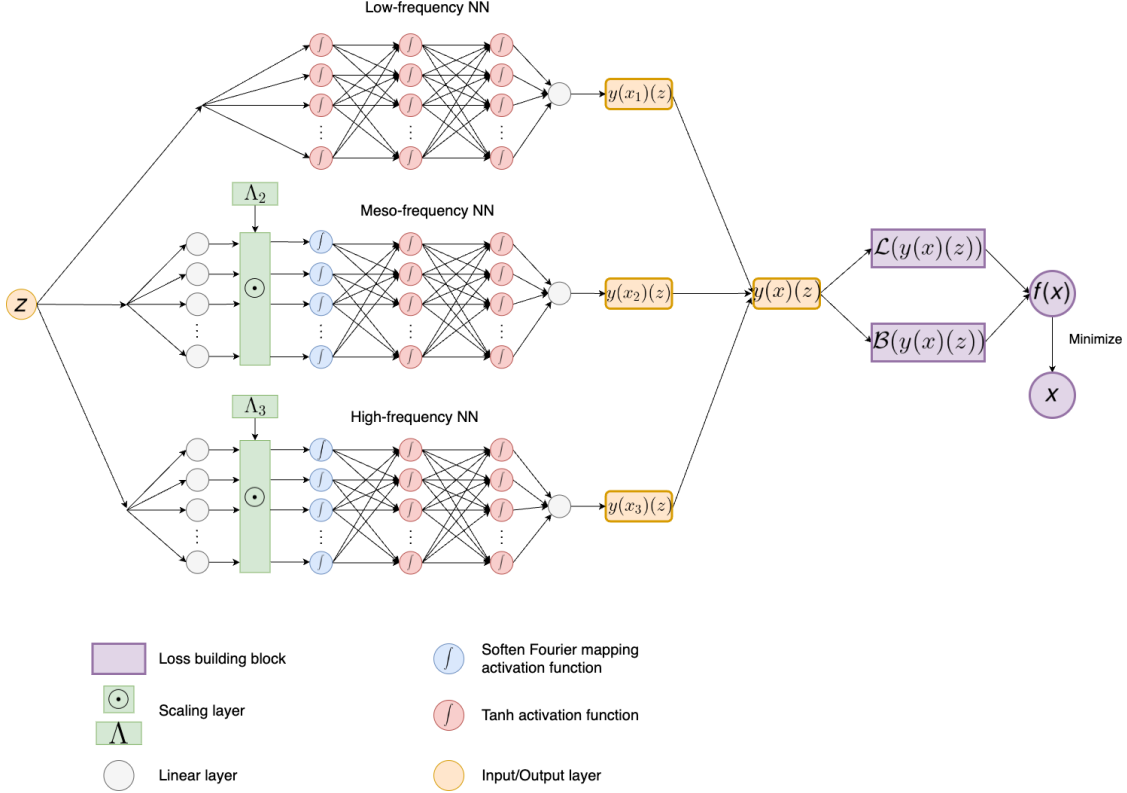 Low-frequency NN
∫ ∫ ∫
∫ ∫ ∫
∫ ∫ ∫
⋮ ⋮ ⋮
∫ ∫ ∫
y(x₁)(z)
Λ₂
Meso-frequency NN
⊙
∫ ∫ ∫
∫ ∫ ∫
∫ ∫ ∫
⋮ ⋮ ⋮ ⋮
∫ ∫ ∫
z
y(x₂)(z)
y(x)(z)
ℒ(y(x)(z))
ℬ(y(x)(z))
f(x)
Minimize
x
Λ₃
High-frequency NN
⊙
∫ ∫ ∫
∫ ∫ ∫
∫ ∫ ∫
⋮ ⋮ ⋮ ⋮
∫ ∫ ∫
y(x₃)(z)
Loss building block
⊙
Λ
Scaling layer
Linear layer
∫
Soften Fourier mapping
activation function
∫
Tanh activation function
Input/Output layer